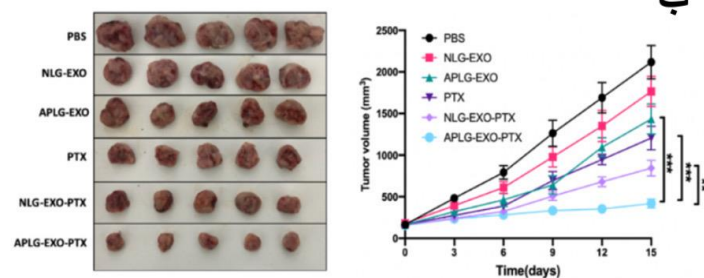 ب
PBS
NLG-EXO
APLG-EXO
PTX
NLG-EXO-PTX
APLG-EXO-PTX
PBS
NLG-EXO
APLG-EXO
PTX
NLG-EXO-PTX
APLG-EXO-PTX
Tumor volume (mm³)
2500
2000
1500
1000
500
0
0
3
6
9
12
15
Time(days)
***
***
**